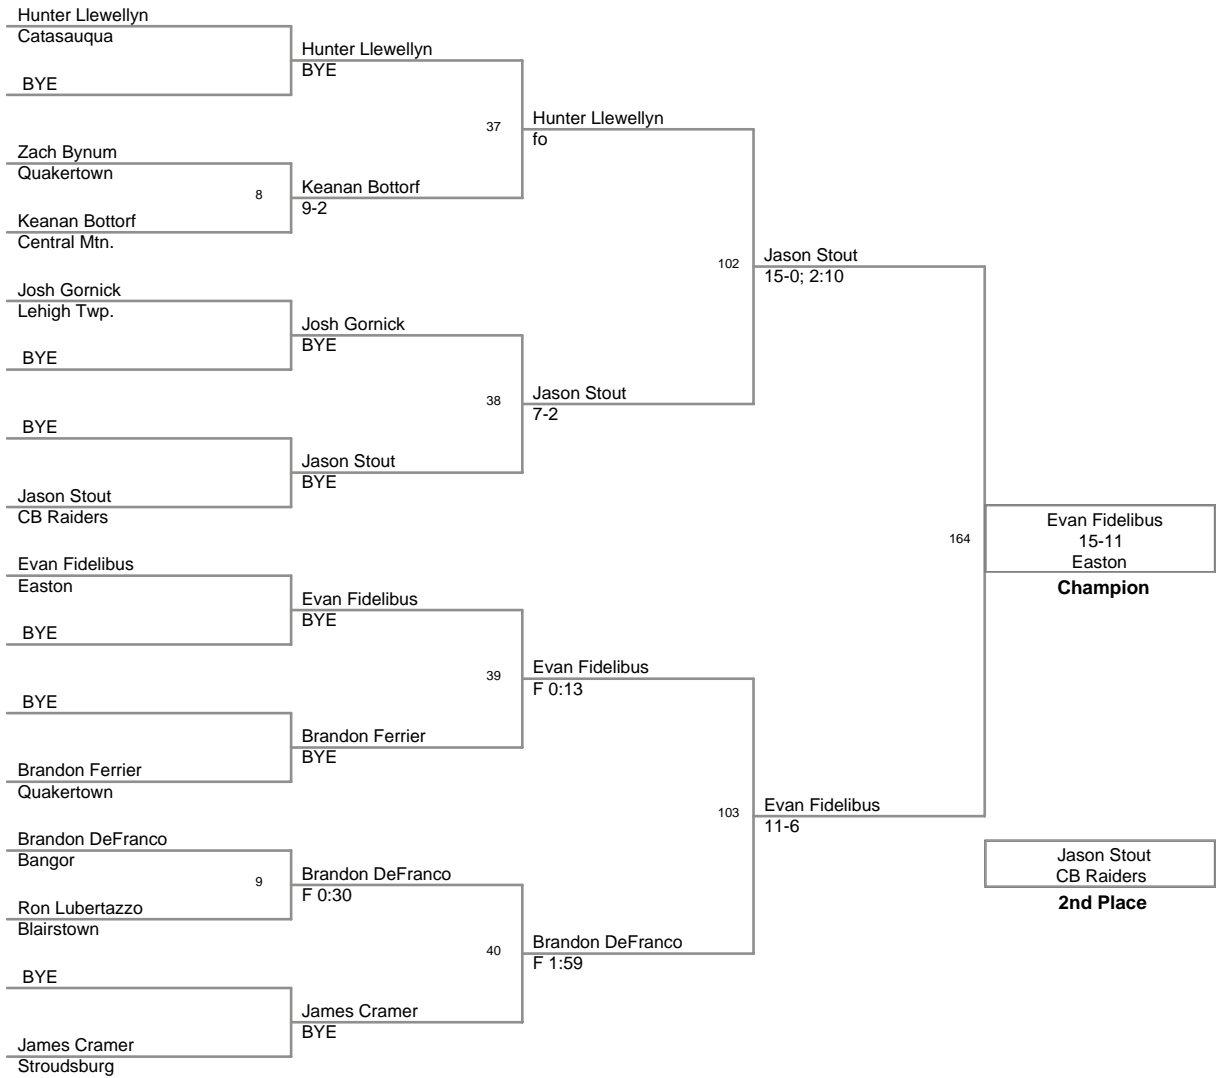 Hunter Llewellyn
Catasauqua
BYE
Zach Bynum
Quakertown
8
Keanan Bottorf
Central Mtn.
Josh Gornick
Lehigh Twp.
BYE
BYE
Jason Stout
CB Raiders
Evan Fidelibus
Easton
BYE
BYE
Brandon Ferrier
Quakertown
Brandon DeFranco
Bangor
9
Ron Lubertazzo
Blairstown
BYE
James Cramer
Stroudsburg
Hunter Llewellyn
BYE
37
Keanan Bottorf
9-2
Josh Gornick
BYE
38
Jason Stout
BYE
Evan Fidelibus
BYE
39
Brandon Ferrier
BYE
Brandon DeFranco
F 0:30
40
James Cramer
BYE
Hunter Llewellyn
fo
102
Jason Stout
7-2
Evan Fidelibus
F 0:13
103
Brandon DeFranco
F 1:59
Jason Stout
15-0; 2:10
164
Evan Fidelibus
11-6
Evan Fidelibus
15-11
Easton
Champion
Jason Stout
CB Raiders
2nd Place